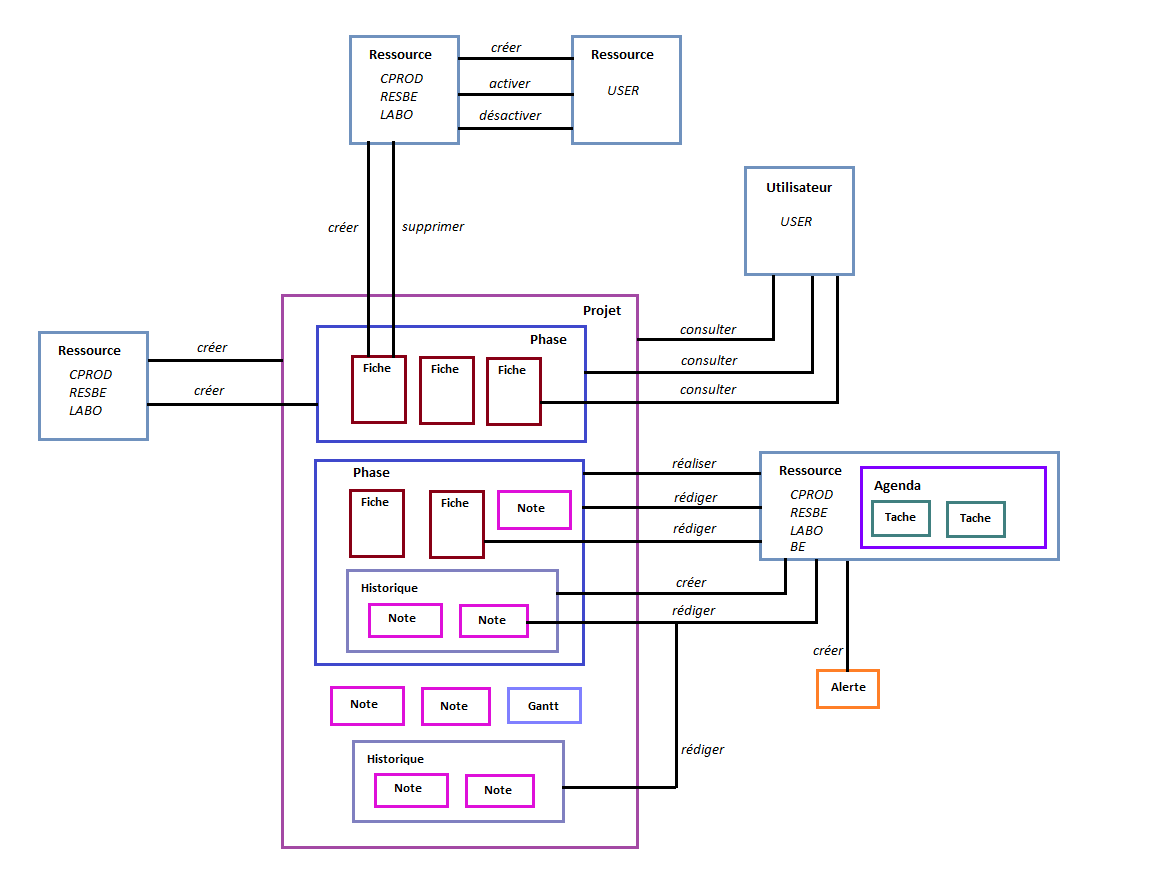 Ressource
CPROD
RESBE
LABO
créer
activer
désactiver
Ressource
USER
créer
supprimer
Utilisateur
USER
Ressource
CPROD
RESBE
LABO
créer
créer
Projet
Phase
Fiche
Fiche
Fiche
consulter
consulter
consulter
Phase
Fiche
Fiche
Note
réaliser
rédiger
rédiger
Ressource
CPROD
RESBE
LABO
BE
Agenda
Tache
Tache
Historique
Note
Note
créer
rédiger
créer
Alerte
Note
Note
Gantt
Historique
Note
Note
rédiger